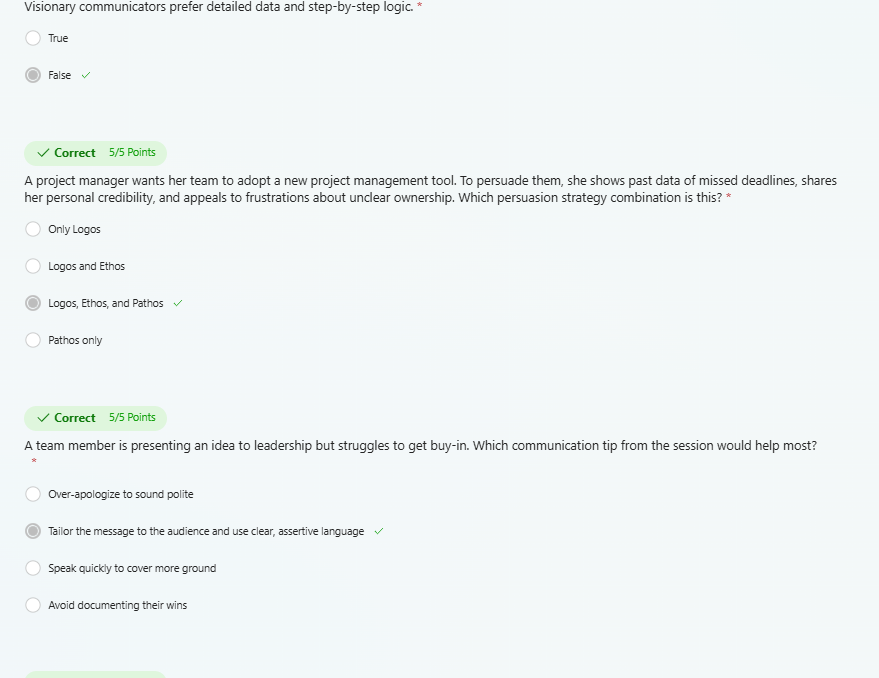 Visionary communicators prefer detailed data and step-by-step logic. *
True
False
Correct 5/5 Points
A project manager wants her team to adopt a new project management tool. To persuade them, she shows past data of missed deadlines, shares
her personal credibility, and appeals to frustrations about unclear ownership. Which persuasion strategy combination is this? *
Only Logos
Logos and Ethos
Logos, Ethos, and Pathos
Pathos only
Correct 5/5 Points
A team member is presenting an idea to leadership but struggles to get buy-in. Which communication tip from the session would help most?
*
Over-apologize to sound polite
Tailor the message to the audience and use clear, assertive language
Speak quickly to cover more ground
Avoid documenting their wins